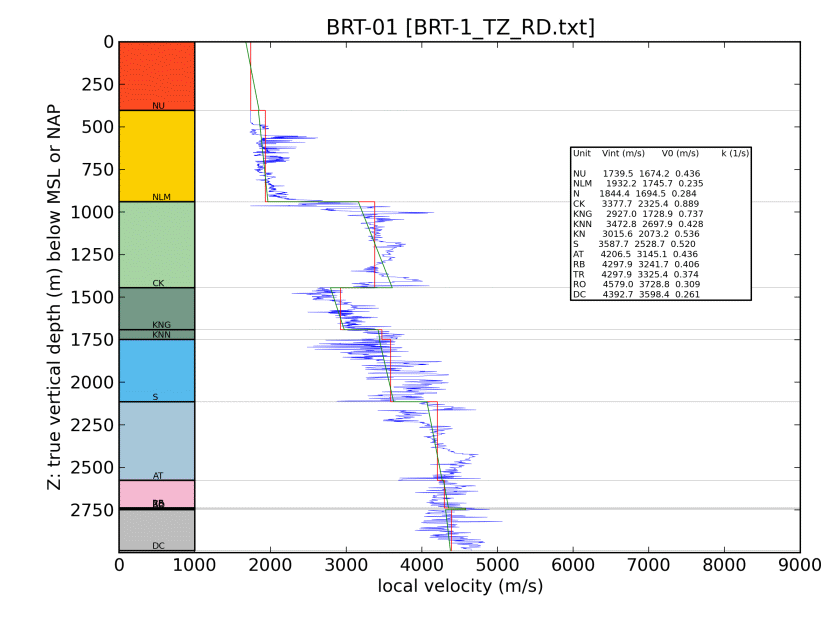 BRT-01 [BRT-1_TZ_RD.txt]
Z: true vertical depth (m) below MSL or NAP
0
250
500
750
1000
1250
1500
1750
2000
2250
2500
2750
NU
NLM
CK
KNG
KNN
S
AT
DC
Unit Vint (m/s) V0 (m/s) k (1/s)
NU 1739.5 1674.2 0.436
NLM 1932.2 1745.7 0.235
N 1844.4 1694.5 0.284
CK 3377.7 2325.4 0.889
KNG 2927.0 1728.9 0.737
KNN 3472.8 2697.9 0.428
KN 3015.6 2073.2 0.536
S 3587.7 2528.7 0.520
AT 4206.5 3145.1 0.436
RB 4297.9 3241.7 0.406
TR 4297.9 3325.4 0.374
RO 4579.0 3728.8 0.309
DC 4392.7 3598.4 0.261
0 1000 2000 3000 4000 5000 6000 7000 8000 9000
local velocity (m/s)